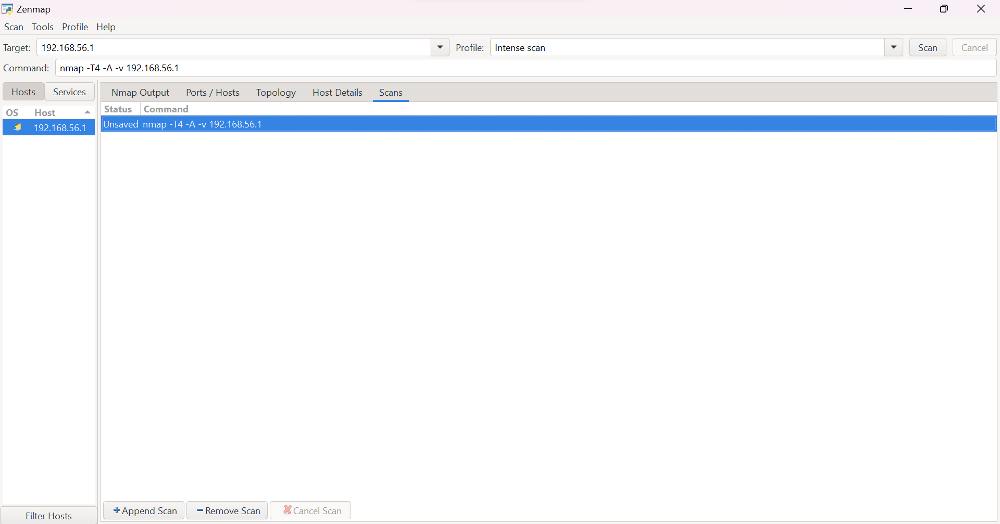 Zenmap
Scan Tools Profile Help
Target: 192.168.56.1 Profile: Intense scan Scan Cancel
Command: nmap -T4 -A -v 192.168.56.1
Hosts Services Nmap Output Ports / Hosts Topology Host Details Scans
OS Host Status Command
192.168.56.1 Unsaved nmap -T4 -A -v 192.168.56.1
Append Scan Remove Scan Cancel Scan
Filter Hosts